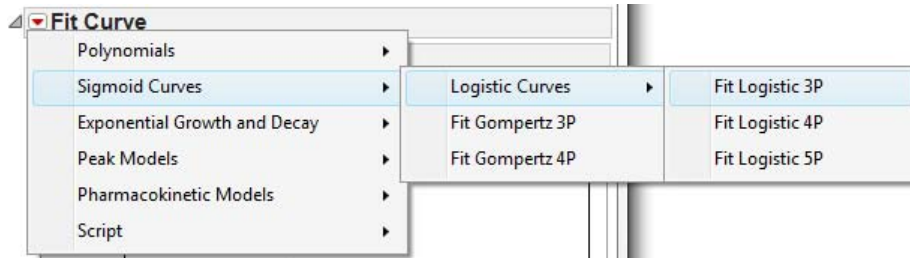 Fit Curve
Polynomials
Sigmoid Curves
Exponential Growth and Decay
Peak Models
Pharmacokinetic Models
Script
Logistic Curves
Fit Gompertz 3P
Fit Gompertz 4P
Fit Logistic 3P
Fit Logistic 4P
Fit Logistic 5P